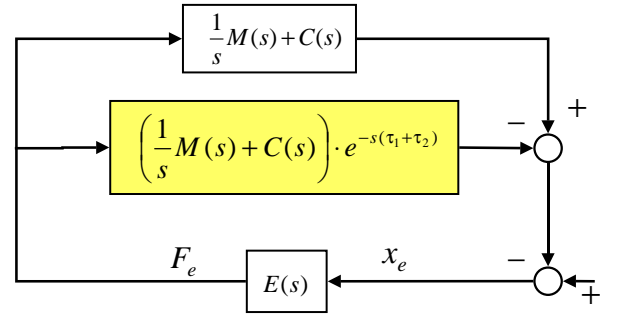 1/s M(s) + C(s)
+
−
(1/s M(s) + C(s)) · e^{−s(τ₁+τ₂)}
−
F_e
x_e
E(s)
+